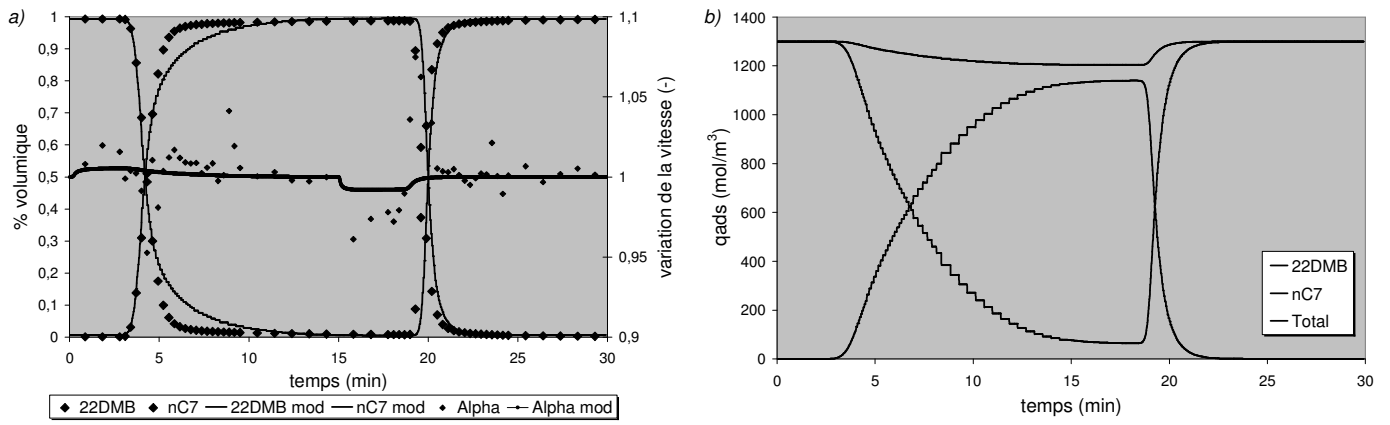 a)
% volumique
1
0,9
0,8
0,7
0,6
0,5
0,4
0,3
0,2
0,1
0
1,1
1,05
1
0,95
0,9
variation de la vitesse (-)
0 5 10 15 20 25 30
temps (min)
22DMB nC7 22DMB mod nC7 mod Alpha Alpha mod
b)
qads (mol/m³)
1400
1200
1000
800
600
400
200
0
22DMB
nC7
Total
0 5 10 15 20 25 30
temps (min)